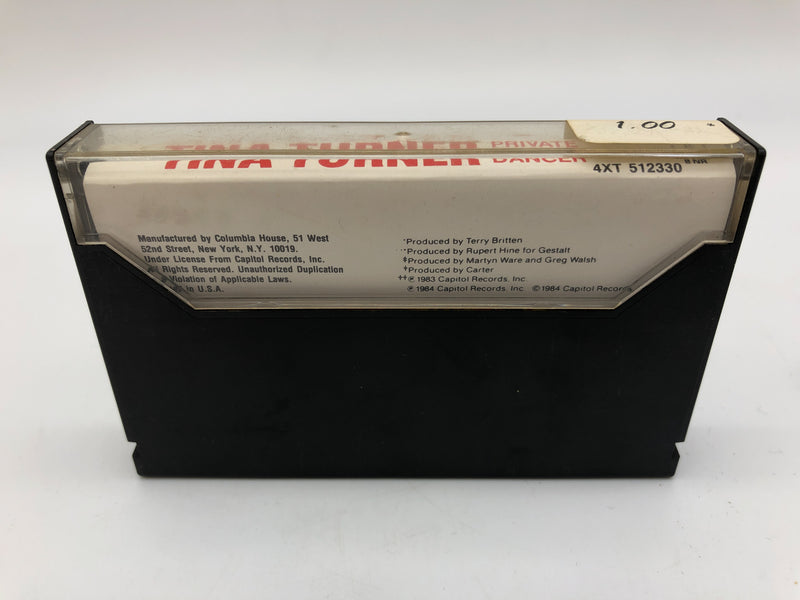 1.00
TINA TURNER PRIVATE DANCER
4XT 512330
Manufactured by Columbia House, 51 West
52nd Street, New York, N.Y. 10019.
Under License From Capitol Records, Inc.
All Rights Reserved. Unauthorized Duplication
Violation of Applicable Laws.
in U.S.A.
*Produced by Terry Britten
Produced by Rupert Hine for Gestalt
‡Produced by Martyn Ware and Greg Walsh
†Produced by Carter
†† ℗ 1983 Capitol Records, Inc.
℗ 1984 Capitol Records, Inc. © 1984 Capitol Records